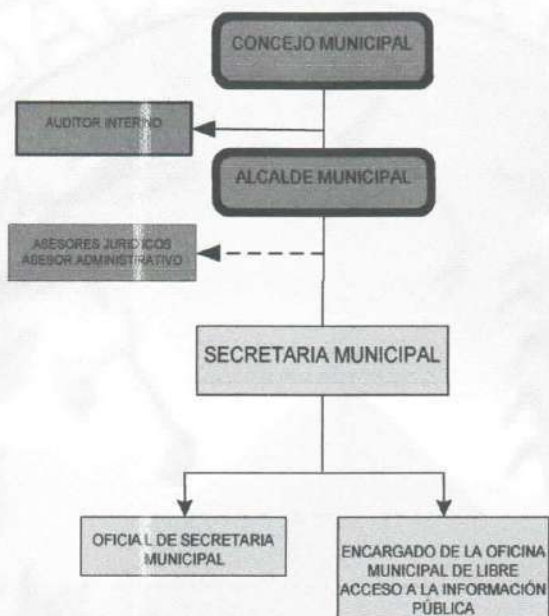 CONCEJO MUNICIPAL
AUDITOR INTERNO
ALCALDE MUNICIPAL
ASESORES JURIDICOS
ASESOR ADMINISTRATIVO
SECRETARIA MUNICIPAL
OFICIAL DE SECRETARIA
MUNICIPAL
ENCARGADO DE LA OFICINA
MUNICIPAL DE LIBRE
ACCESO A LA INFORMACIÓN
PÚBLICA